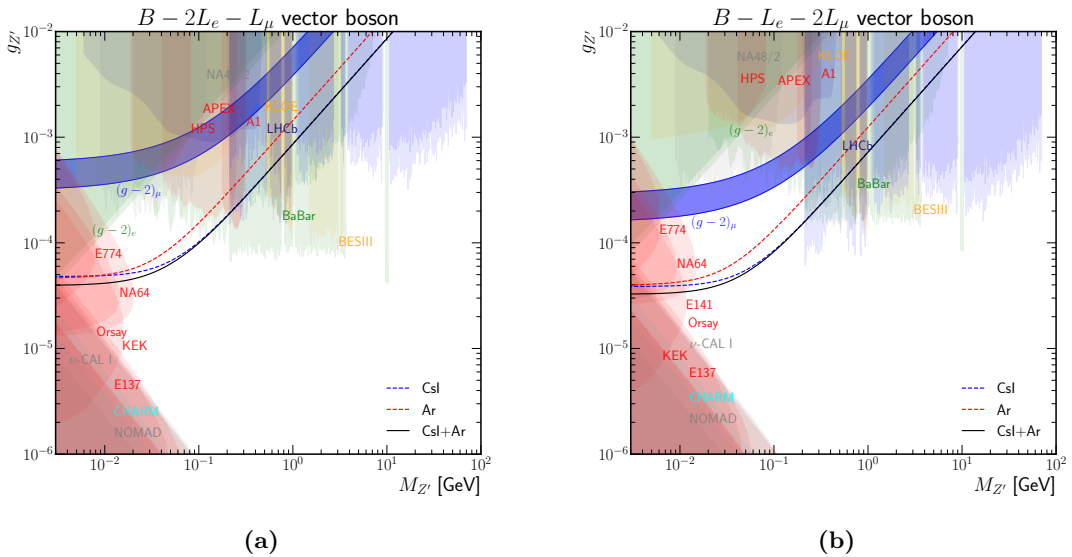 B − 2L_e − L_μ vector boson
g_{Z'}
10^{-2}
10^{-3}
10^{-4}
10^{-5}
10^{-6}
NA48/2
APEX
KLOE
HPS
A1
LHCb
(g − 2)_μ
BaBar
(g − 2)_e
BESIII
E774
NA64
Orsay
KEK
ν-CAL I
E137
CsI
CHARM
Ar
NOMAD
CsI+Ar
10^{-2} 10^{-1} 10^0 10^1 10^2
M_{Z'} [GeV]
(a)
B − L_e − 2L_μ vector boson
g_{Z'}
10^{-2}
10^{-3}
10^{-4}
10^{-5}
10^{-6}
NA48/2
KLOE
HPS
APEX
A1
(g − 2)_e
LHCb
BaBar
(g − 2)_μ
BESIII
E774
NA64
E141
Orsay
ν-CAL I
KEK
E137
CsI
CHARM
Ar
NOMAD
CsI+Ar
10^{-2} 10^{-1} 10^0 10^1 10^2
M_{Z'} [GeV]
(b)